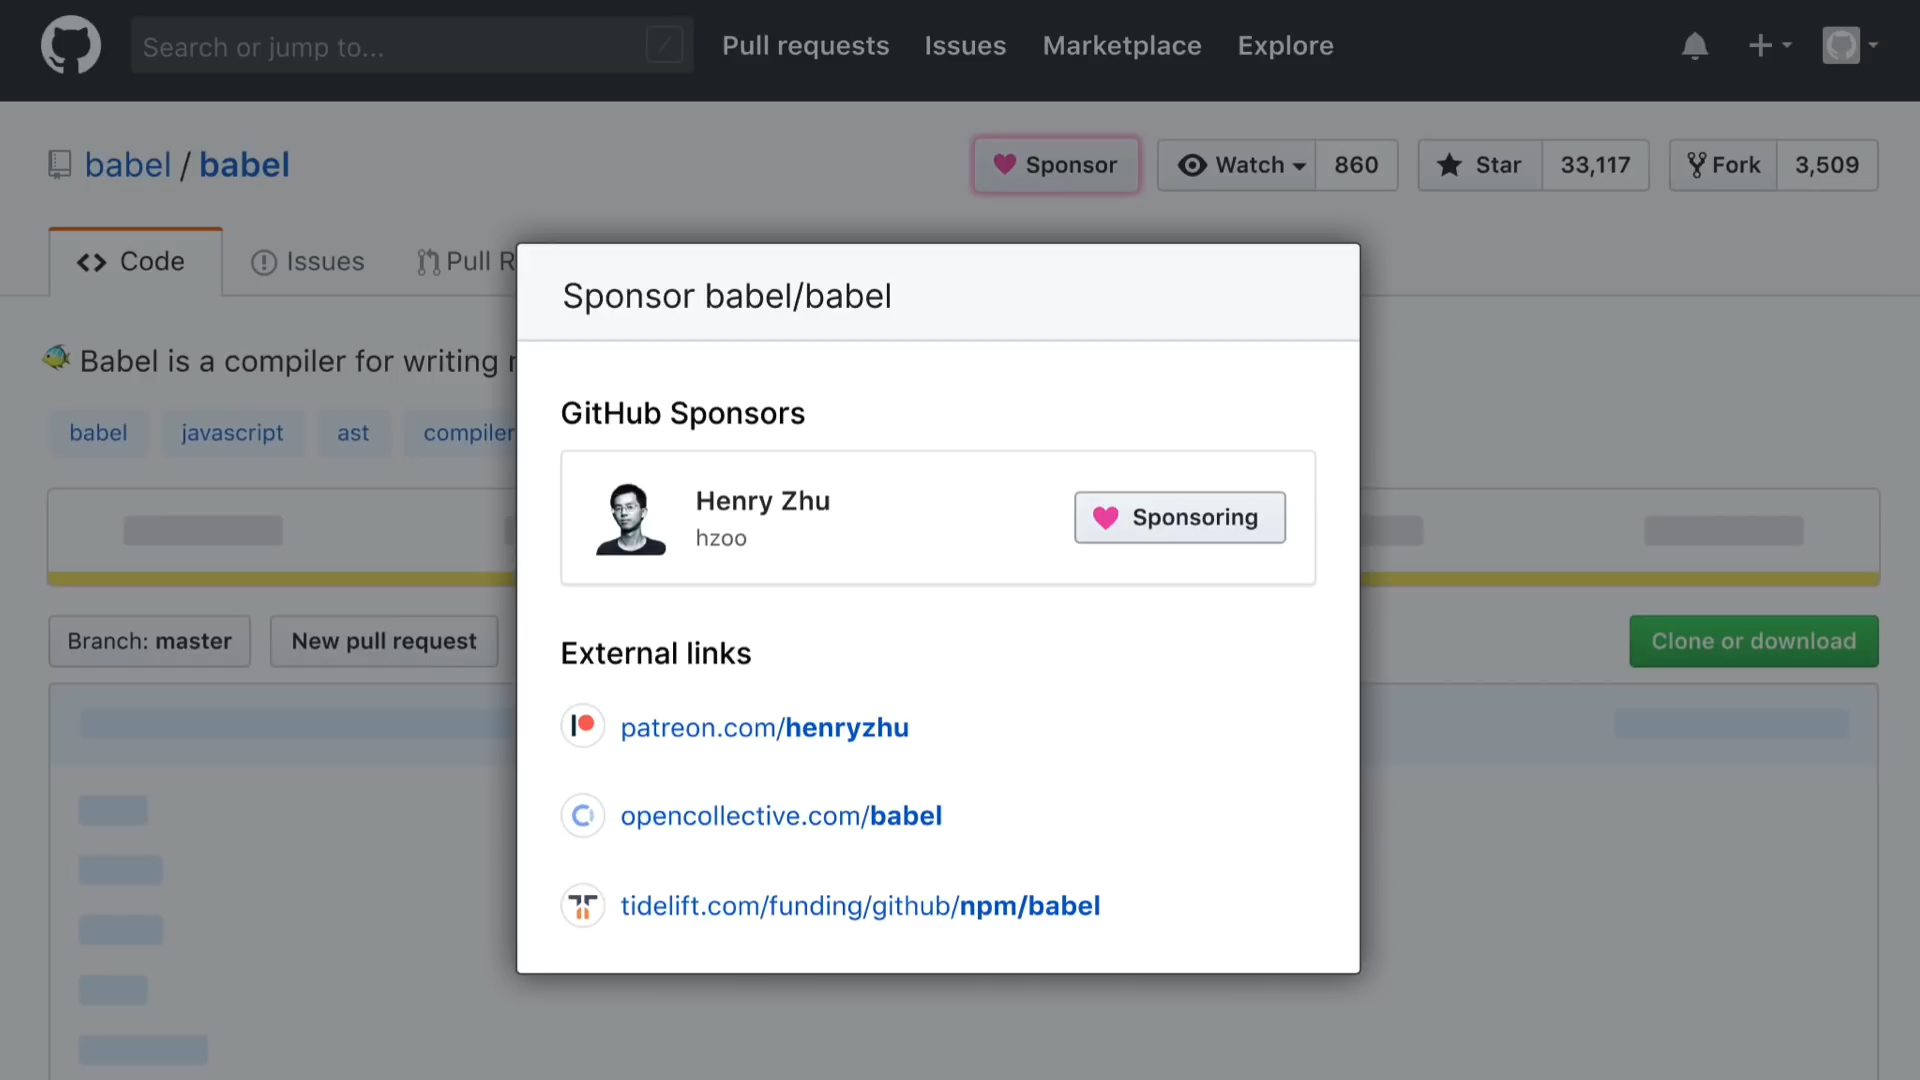 Search or jump to... /
Pull requests Issues Marketplace Explore
babel / babel
Sponsor Watch 860 Star 33,117 Fork 3,509
Code Issues Pull R
Sponsor babel/babel
Babel is a compiler for writing
babel javascript ast compiler
GitHub Sponsors
Henry Zhu
hzoo
Sponsoring
Branch: master New pull request
Clone or download
External links
patreon.com/henryzhu
opencollective.com/babel
tidelift.com/funding/github/npm/babel